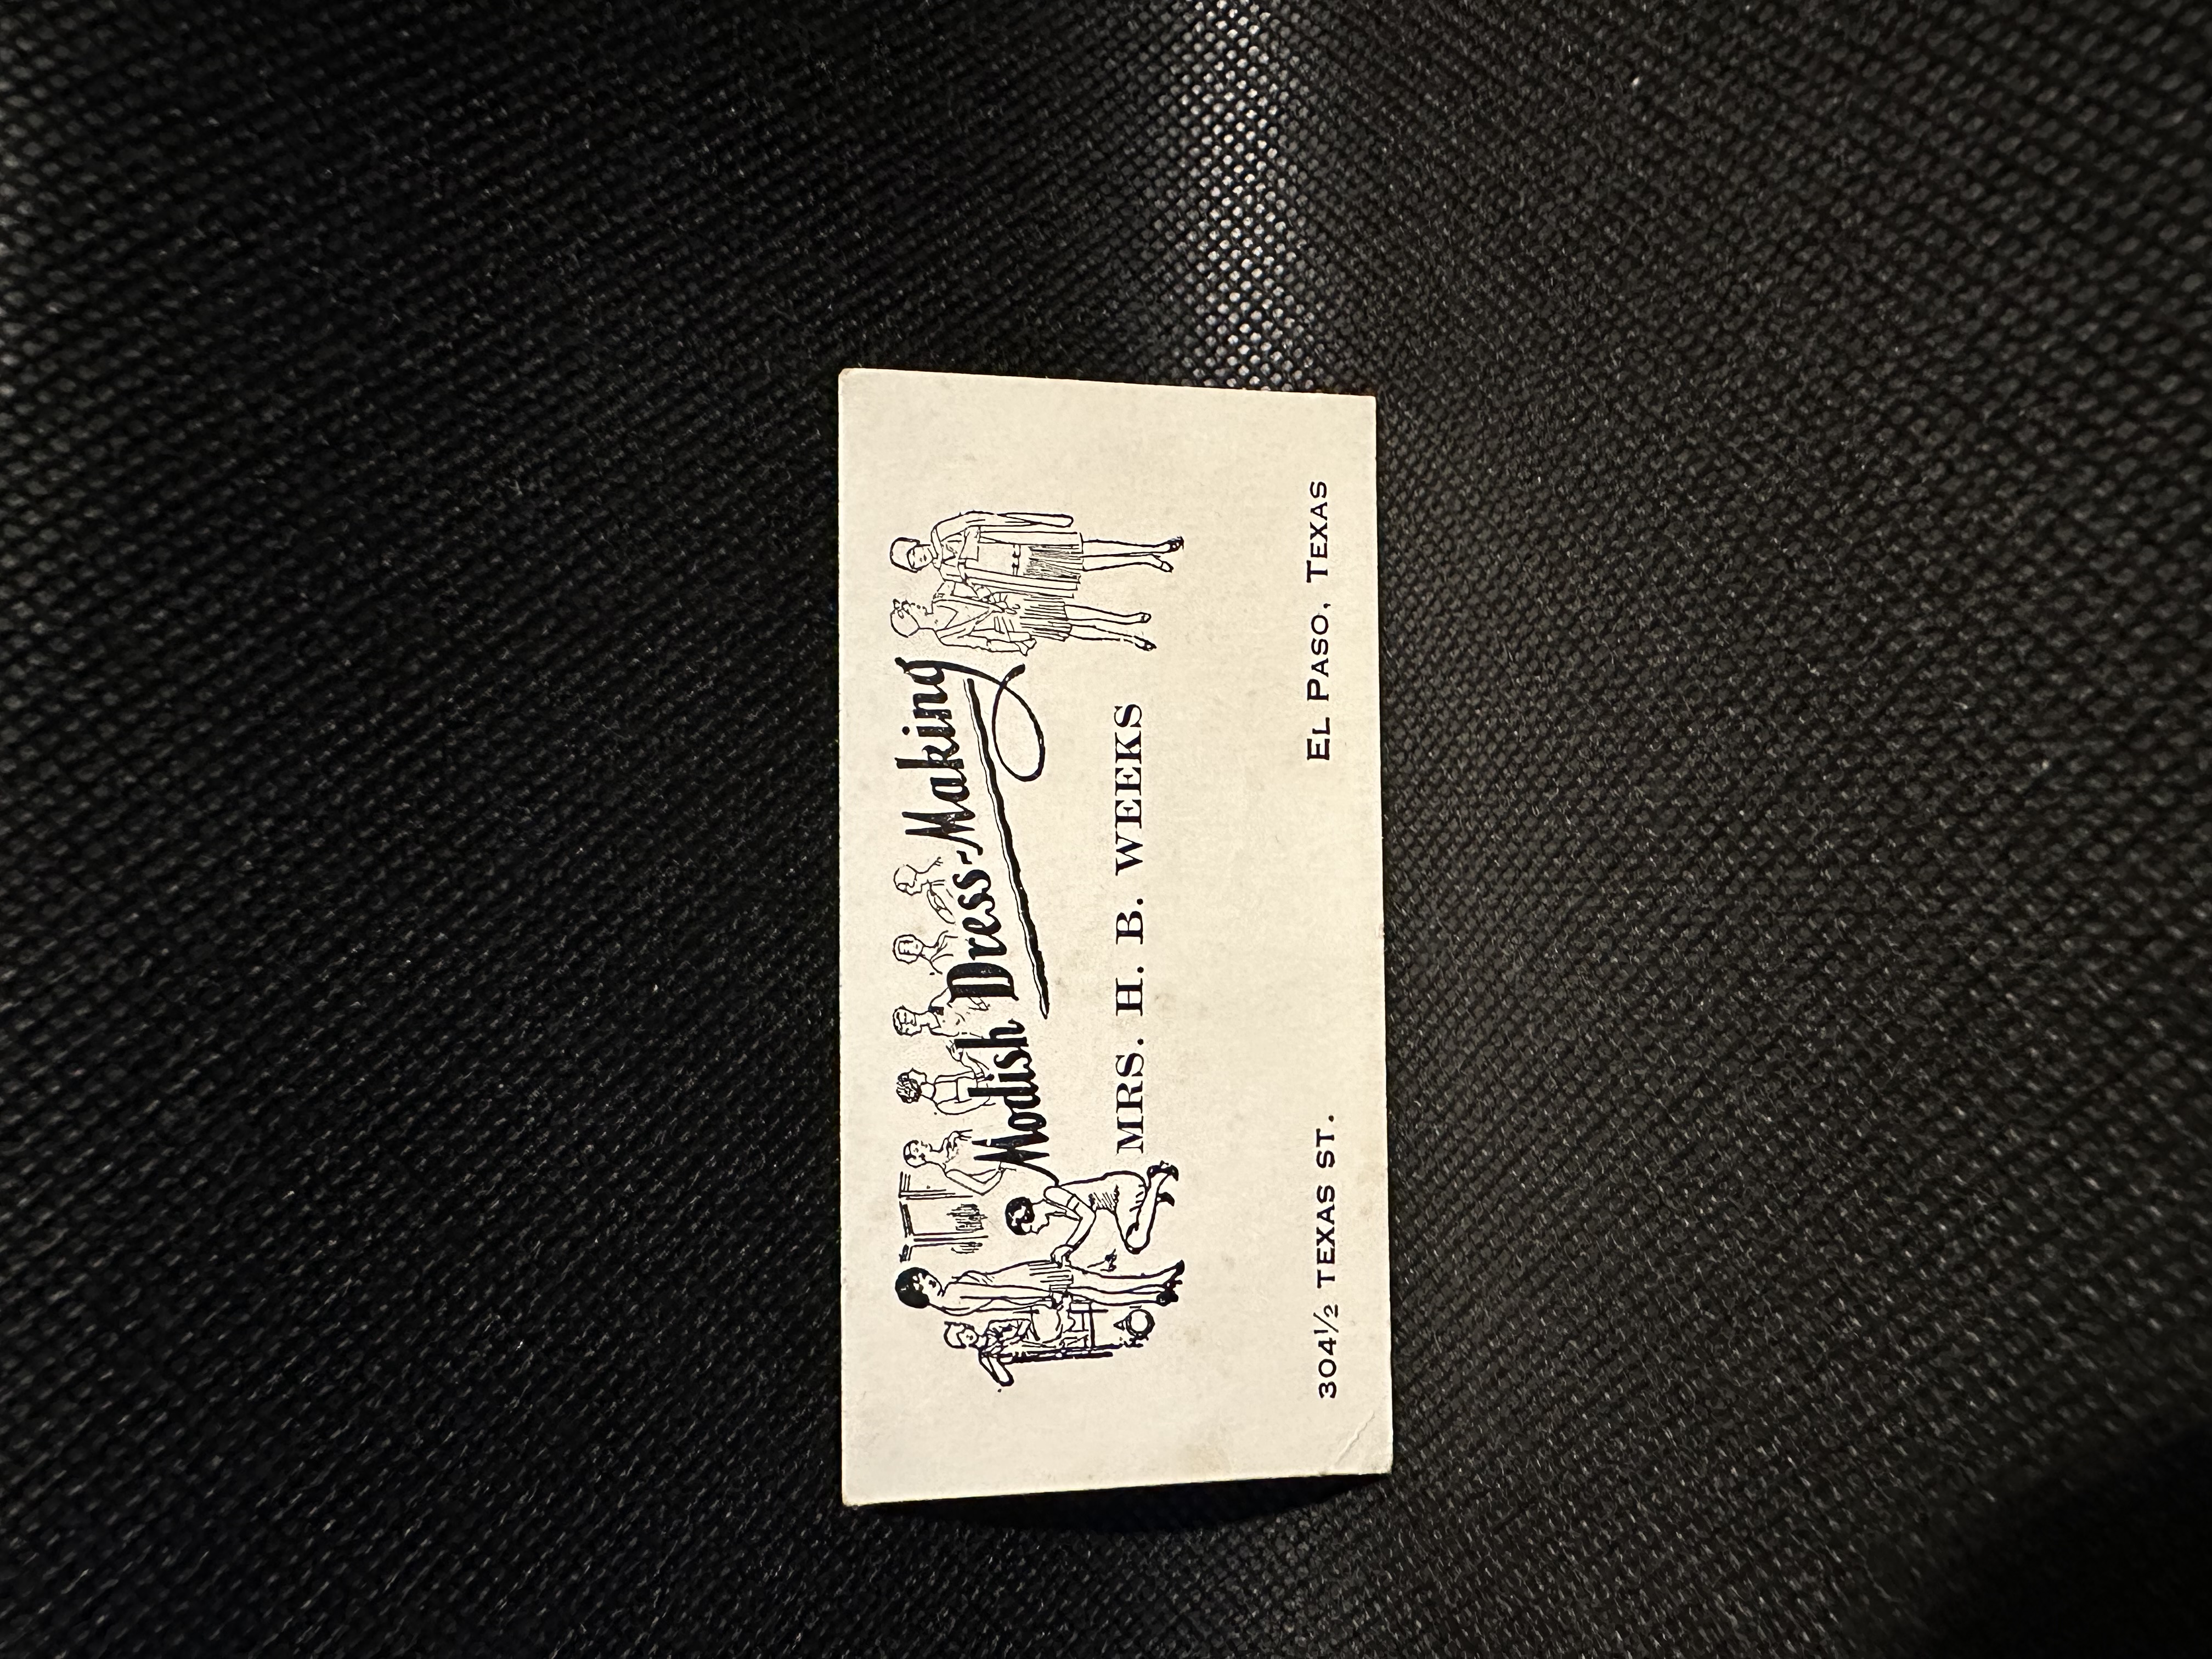 Modish Dress-Making
MRS. H. B. WEEKS
304½ TEXAS ST.
EL PASO, TEXAS